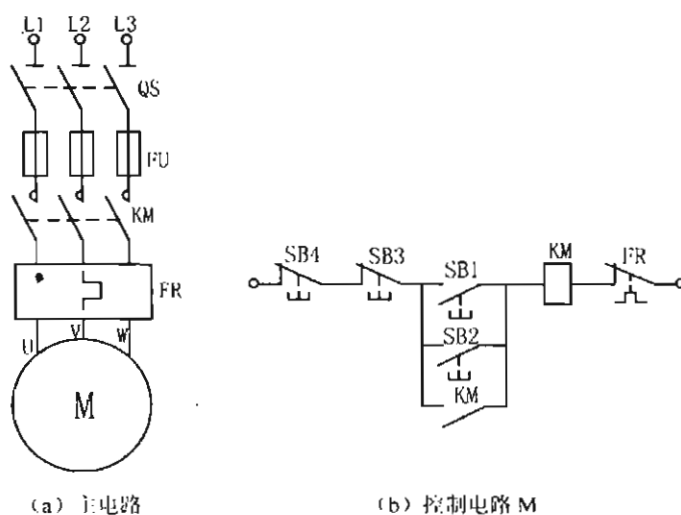 L1 L2 L3
QS
FU
KM
FR
U V W
M
SB4 SB3 SB1 KM FR
SB2
KM
(a) 主电路
(b) 控制电路 M